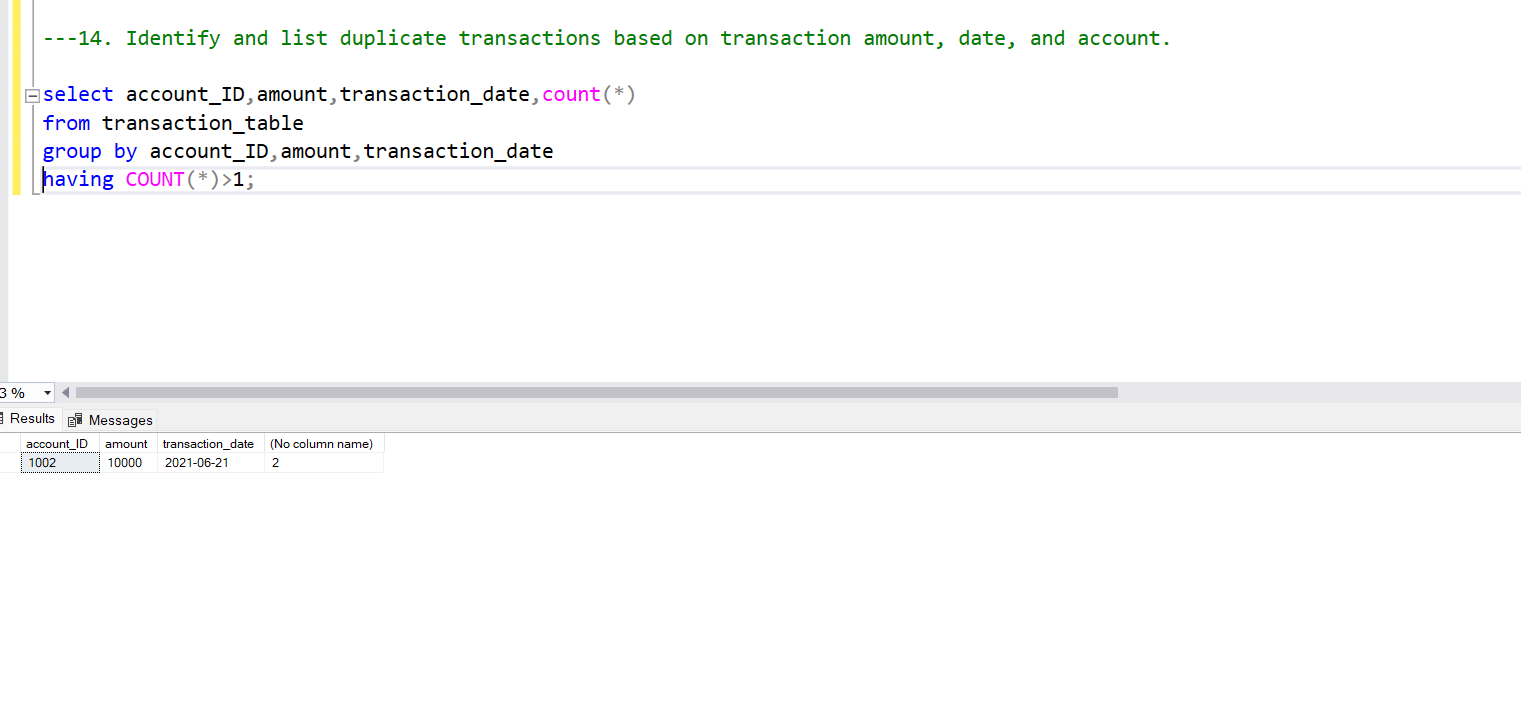 ---14. Identify and list duplicate transactions based on transaction amount, date, and account.
select account_ID,amount,transaction_date,count(*)
from transaction_table
group by account_ID,amount,transaction_date
having COUNT(*)>1;
3 %
Results Messages
account_ID amount transaction_date (No column name)
1002 10000 2021-06-21 2